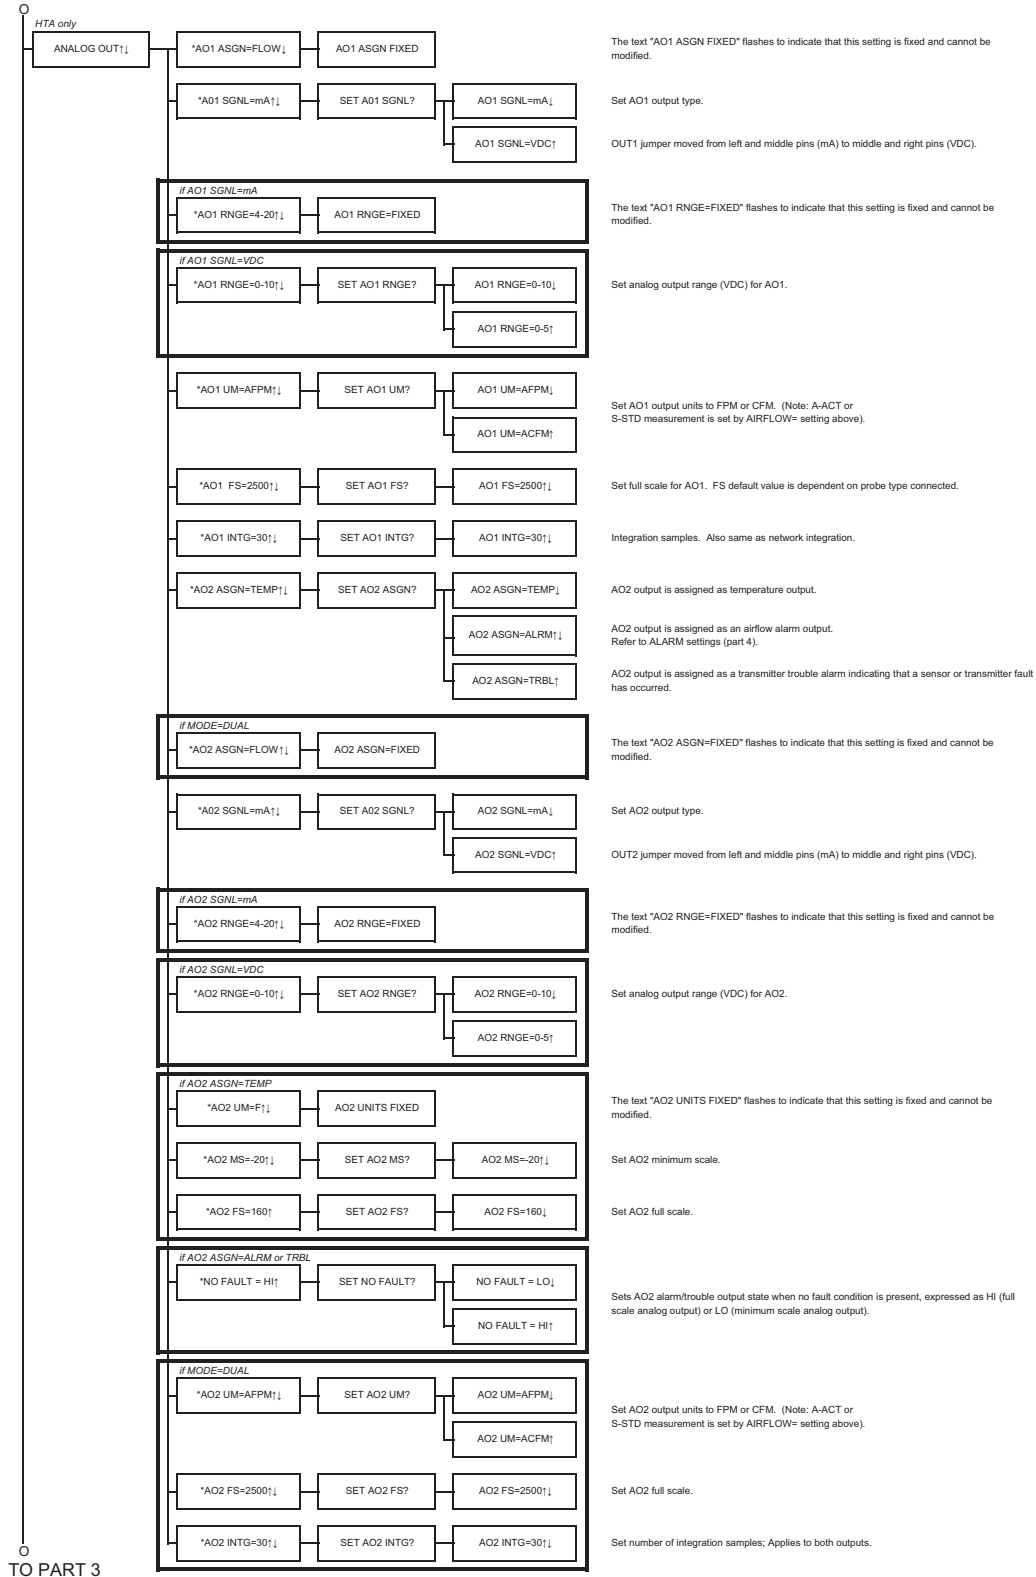 O
HTA only
ANALOG OUT↑↓
*AO1 ASGN=FLOW↓
AO1 ASGN FIXED
The text "AO1 ASGN FIXED" flashes to indicate that this setting is fixed and cannot be
modified.
*A01 SGNL=mA↑↓
SET A01 SGNL?
AO1 SGNL=mA↓
Set AO1 output type.
AO1 SGNL=VDC↑
OUT1 jumper moved from left and middle pins (mA) to middle and right pins (VDC).
if AO1 SGNL=mA
*AO1 RNGE=4-20↑↓
AO1 RNGE=FIXED
The text "AO1 RNGE=FIXED" flashes to indicate that this setting is fixed and cannot be
modified.
if AO1 SGNL=VDC
*AO1 RNGE=0-10↑↓
SET AO1 RNGE?
AO1 RNGE=0-10↓
Set analog output range (VDC) for AO1.
AO1 RNGE=0-5↑
*AO1 UM=AFPM↑↓
SET AO1 UM?
AO1 UM=AFPM↓
AO1 UM=ACFM↑
Set AO1 output units to FPM or CFM. (Note: A-ACT or
S-STD measurement is set by AIRFLOW= setting above).
*AO1 FS=2500↑↓
SET AO1 FS?
AO1 FS=2500↑↓
Set full scale for AO1. FS default value is dependent on probe type connected.
*AO1 INTG=30↑↓
SET AO1 INTG?
AO1 INTG=30↑↓
Integration samples. Also same as network integration.
*AO2 ASGN=TEMP↑↓
SET AO2 ASGN?
AO2 ASGN=TEMP↓
AO2 output is assigned as temperature output.
AO2 ASGN=ALRM↑↓
AO2 output is assigned as an airflow alarm output.
Refer to ALARM settings (part 4).
AO2 ASGN=TRBL↑
AO2 output is assigned as a transmitter trouble alarm indicating that a sensor or transmitter fault
has occurred.
if MODE=DUAL
*AO2 ASGN=FLOW↑↓
AO2 ASGN=FIXED
The text "AO2 ASGN=FIXED" flashes to indicate that this setting is fixed and cannot be
modified.
*A02 SGNL=mA↑↓
SET A02 SGNL?
AO2 SGNL=mA↓
Set AO2 output type.
AO2 SGNL=VDC↑
OUT2 jumper moved from left and middle pins (mA) to middle and right pins (VDC).
if AO2 SGNL=mA
*AO2 RNGE=4-20↑↓
AO2 RNGE=FIXED
The text "AO2 RNGE=FIXED" flashes to indicate that this setting is fixed and cannot be
modified.
if AO2 SGNL=VDC
*AO2 RNGE=0-10↑↓
SET AO2 RNGE?
AO2 RNGE=0-10↓
Set analog output range (VDC) for AO2.
AO2 RNGE=0-5↑
if AO2 ASGN=TEMP
*AO2 UM=F↑↓
AO2 UNITS FIXED
The text "AO2 UNITS FIXED" flashes to indicate that this setting is fixed and cannot be
modified.
*AO2 MS=-20↑↓
SET AO2 MS?
AO2 MS=-20↑↓
Set AO2 minimum scale.
*AO2 FS=160↑
SET AO2 FS?
AO2 FS=160↓
Set AO2 full scale.
if AO2 ASGN=ALRM or TRBL
*NO FAULT = HI↑
SET NO FAULT?
NO FAULT = LO↓
NO FAULT = HI↑
Sets AO2 alarm/trouble output state when no fault condition is present, expressed as HI (full
scale analog output) or LO (minimum scale analog output).
if MODE=DUAL
*AO2 UM=AFPM↑↓
SET AO2 UM?
AO2 UM=AFPM↓
AO2 UM=ACFM↑
Set AO2 output units to FPM or CFM. (Note: A-ACT or
S-STD measurement is set by AIRFLOW= setting above).
*AO2 FS=2500↑↓
SET AO2 FS?
AO2 FS=2500↑↓
Set AO2 full scale.
*AO2 INTG=30↑↓
SET AO2 INTG?
AO2 INTG=30↑↓
Set number of integration samples; Applies to both outputs.
O
TO PART 3